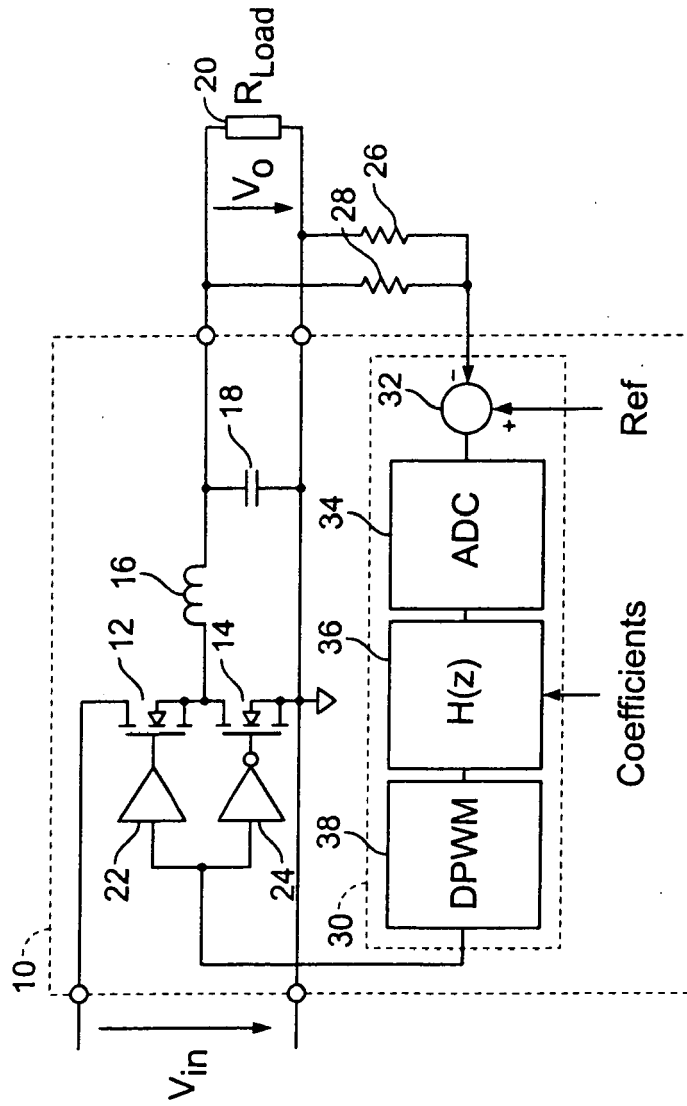 10
V_in
22
24
12
14
16
18
20
R_Load
V_O
28
26
30
38
DPWM
36
H(z)
34
ADC
32
−
+
Coefficients
Ref